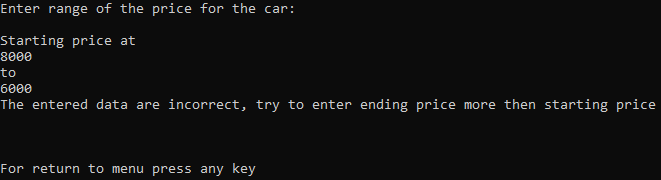 Enter range of the price for the car:
Starting price at
8000
to
6000
The entered data are incorrect, try to enter ending price more then starting price
For return to menu press any key